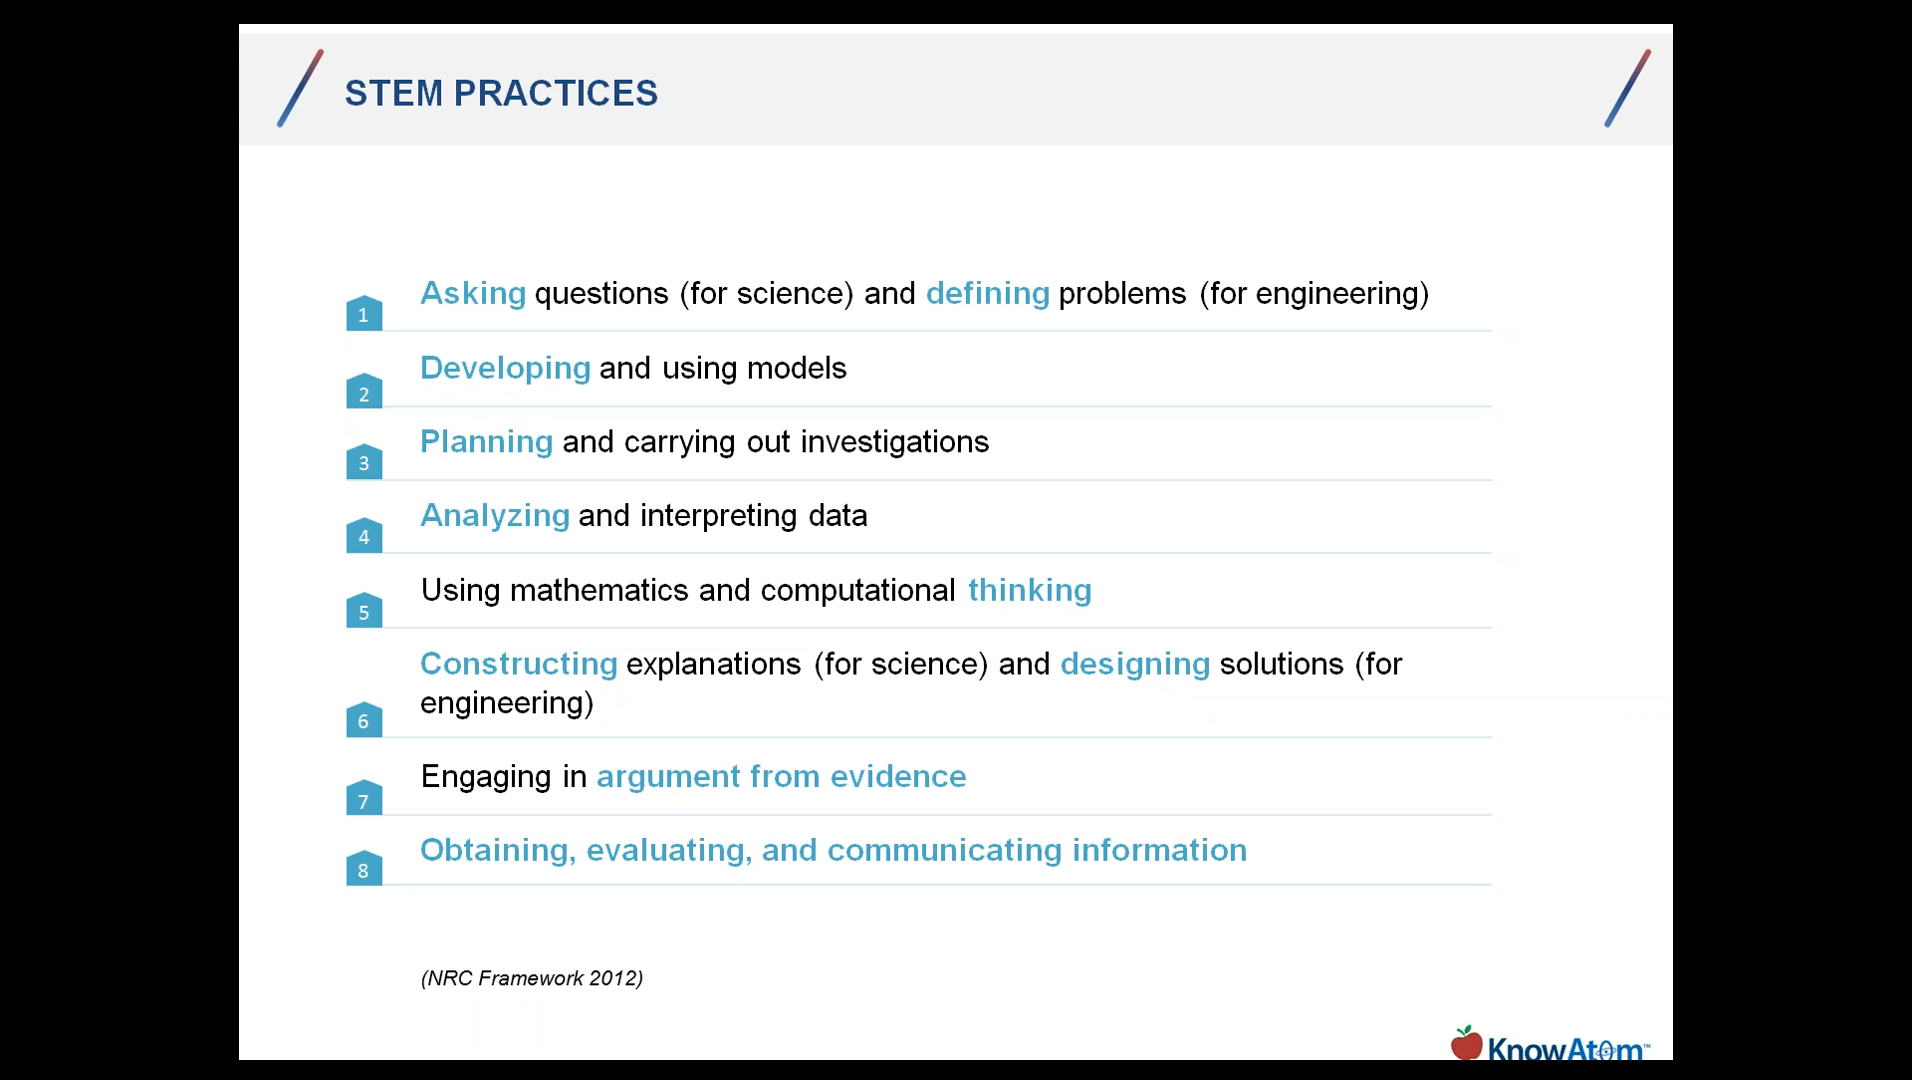 STEM PRACTICES
1 Asking questions (for science) and defining problems (for engineering)
2 Developing and using models
3 Planning and carrying out investigations
4 Analyzing and interpreting data
5 Using mathematics and computational thinking
6 Constructing explanations (for science) and designing solutions (for
engineering)
7 Engaging in argument from evidence
8 Obtaining, evaluating, and communicating information
(NRC Framework 2012)
KnowAtom™